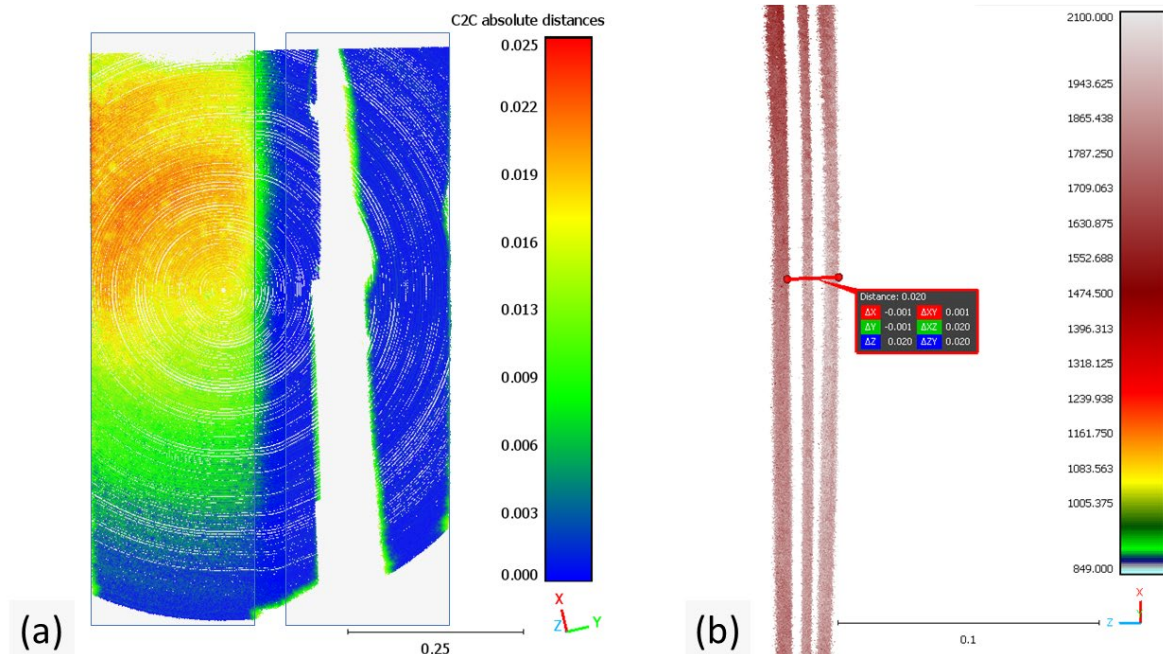 C2C absolute distances
0.025
0.022
0.019
0.016
0.013
0.009
0.006
0.003
0.000
X
Z
Y
0.25
(a)
2100.000
1943.625
1865.438
1787.250
1709.063
1630.875
1552.688
1474.500
1396.313
1318.125
1239.938
1161.750
1083.563
1005.375
849.000
Distance: 0.020
ΔX -0.001 ΔXY 0.001
ΔY -0.001 ΔXZ 0.020
ΔZ 0.020 ΔZY 0.020
X
Y
Z
0.1
(b)